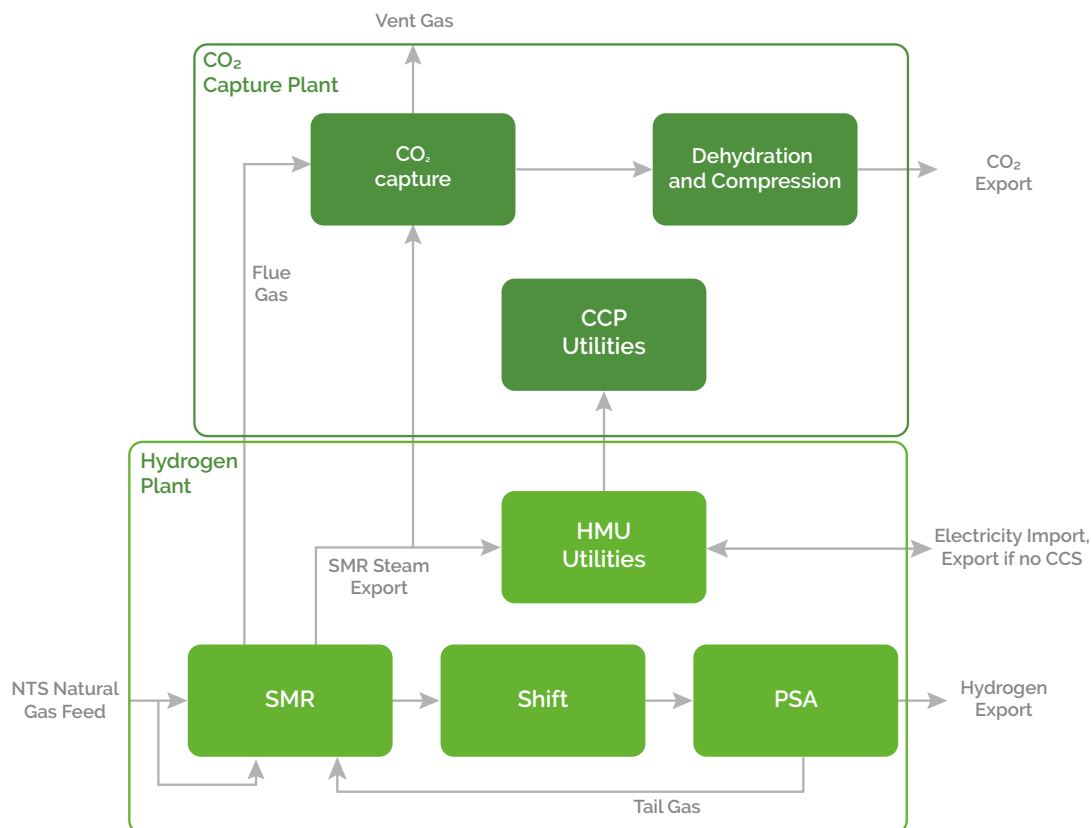 Vent Gas
CO₂
Capture Plant
CO₂
capture
Dehydration
and Compression
CO₂
Export
Flue
Gas
CCP
Utilities
Hydrogen
Plant
HMU
Utilities
Electricity Import,
Export if no CCS
SMR Steam
Export
NTS Natural
Gas Feed
SMR
Shift
PSA
Hydrogen
Export
Tail Gas